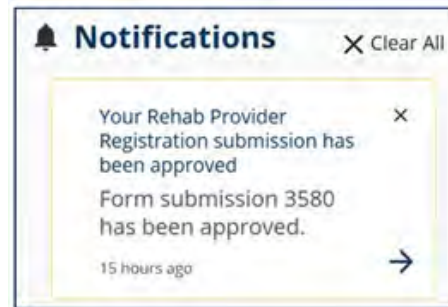 Notifications
Clear All
Your Rehab Provider
Registration submission has
been approved
Form submission 3580
has been approved.
15 hours ago